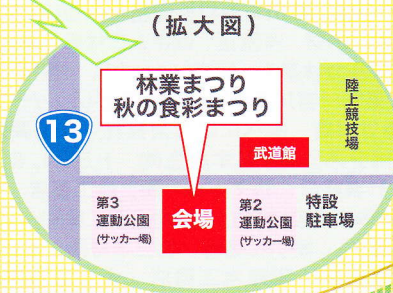 (拡大図)
林業まつり
秋の食彩まつり
13
陸上競技場
武道館
第3
運動公園
(サッカー場)
会場
第2
運動公園
(サッカー場)
特設
駐車場